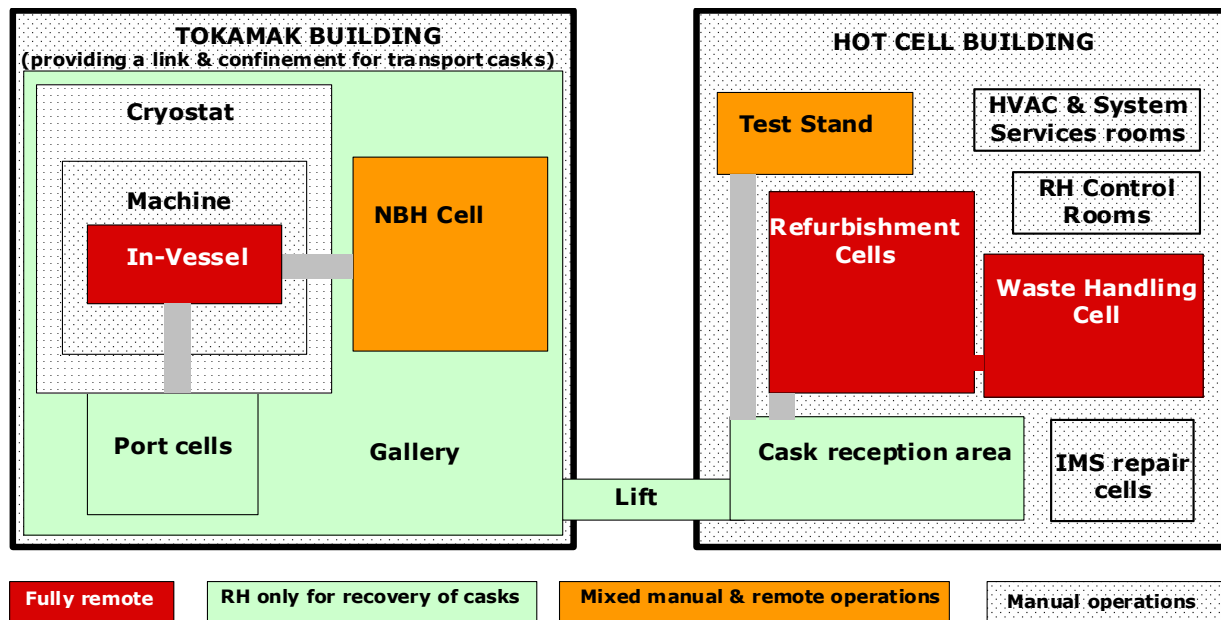 TOKAMAK BUILDING
(providing a link & confinement for transport casks)
Cryostat
Machine
In-Vessel
NBH Cell
Port cells
Gallery
Lift
HOT CELL BUILDING
Test Stand
HVAC & System
Services rooms
RH Control
Rooms
Refurbishment
Cells
Waste Handling
Cell
Cask reception area
IMS repair
cells
Fully remote
RH only for recovery of casks
Mixed manual & remote operations
Manual operations